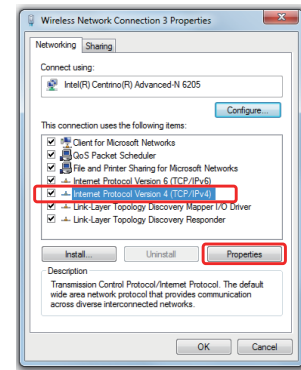 Wireless Network Connection 3 Properties
Networking Sharing
Connect using:
Intel(R) Centrino(R) Advanced-N 6205
Configure...
This connection uses the following items:
Client for Microsoft Networks
QoS Packet Scheduler
File and Printer Sharing for Microsoft Networks
Internet Protocol Version 6 (TCP/IPv6)
Internet Protocol Version 4 (TCP/IPv4)
Link-Layer Topology Discovery Mapper I/O Driver
Link-Layer Topology Discovery Responder
Install... Uninstall Properties
Description
Transmission Control Protocol/Internet Protocol. The default
wide area network protocol that provides communication
across diverse interconnected networks.
OK Cancel